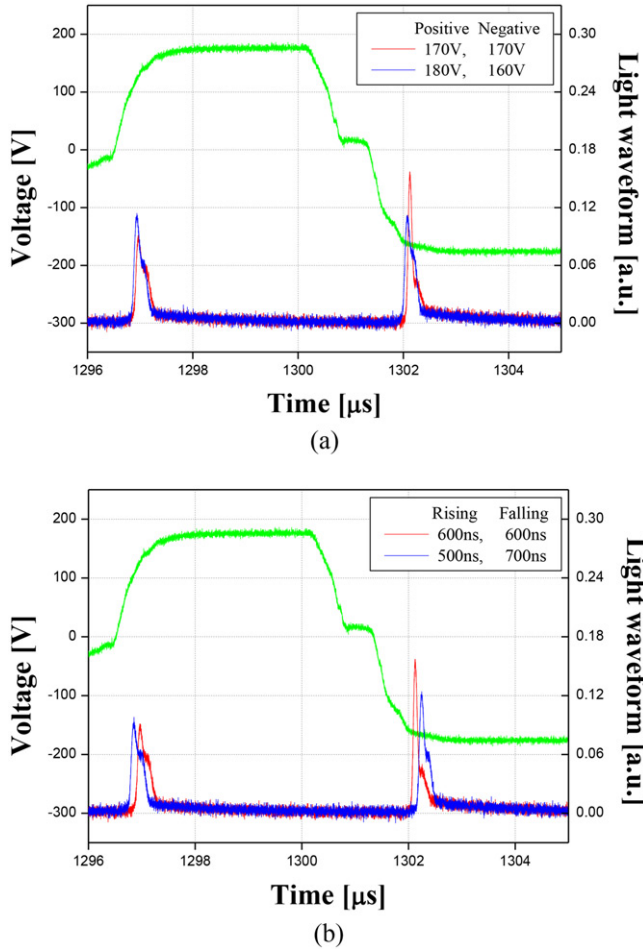 Positive Negative
170V, 170V
180V, 160V
200
100
0
-100
-200
-300
Voltage [V]
0.30
0.24
0.18
0.12
0.06
0.00
Light waveform [a.u.]
1296 1298 1300 1302 1304
Time [μs]
(a)
Rising Falling
600ns, 600ns
500ns, 700ns
200
100
0
-100
-200
-300
Voltage [V]
0.30
0.24
0.18
0.12
0.06
0.00
Light waveform [a.u.]
1296 1298 1300 1302 1304
Time [μs]
(b)